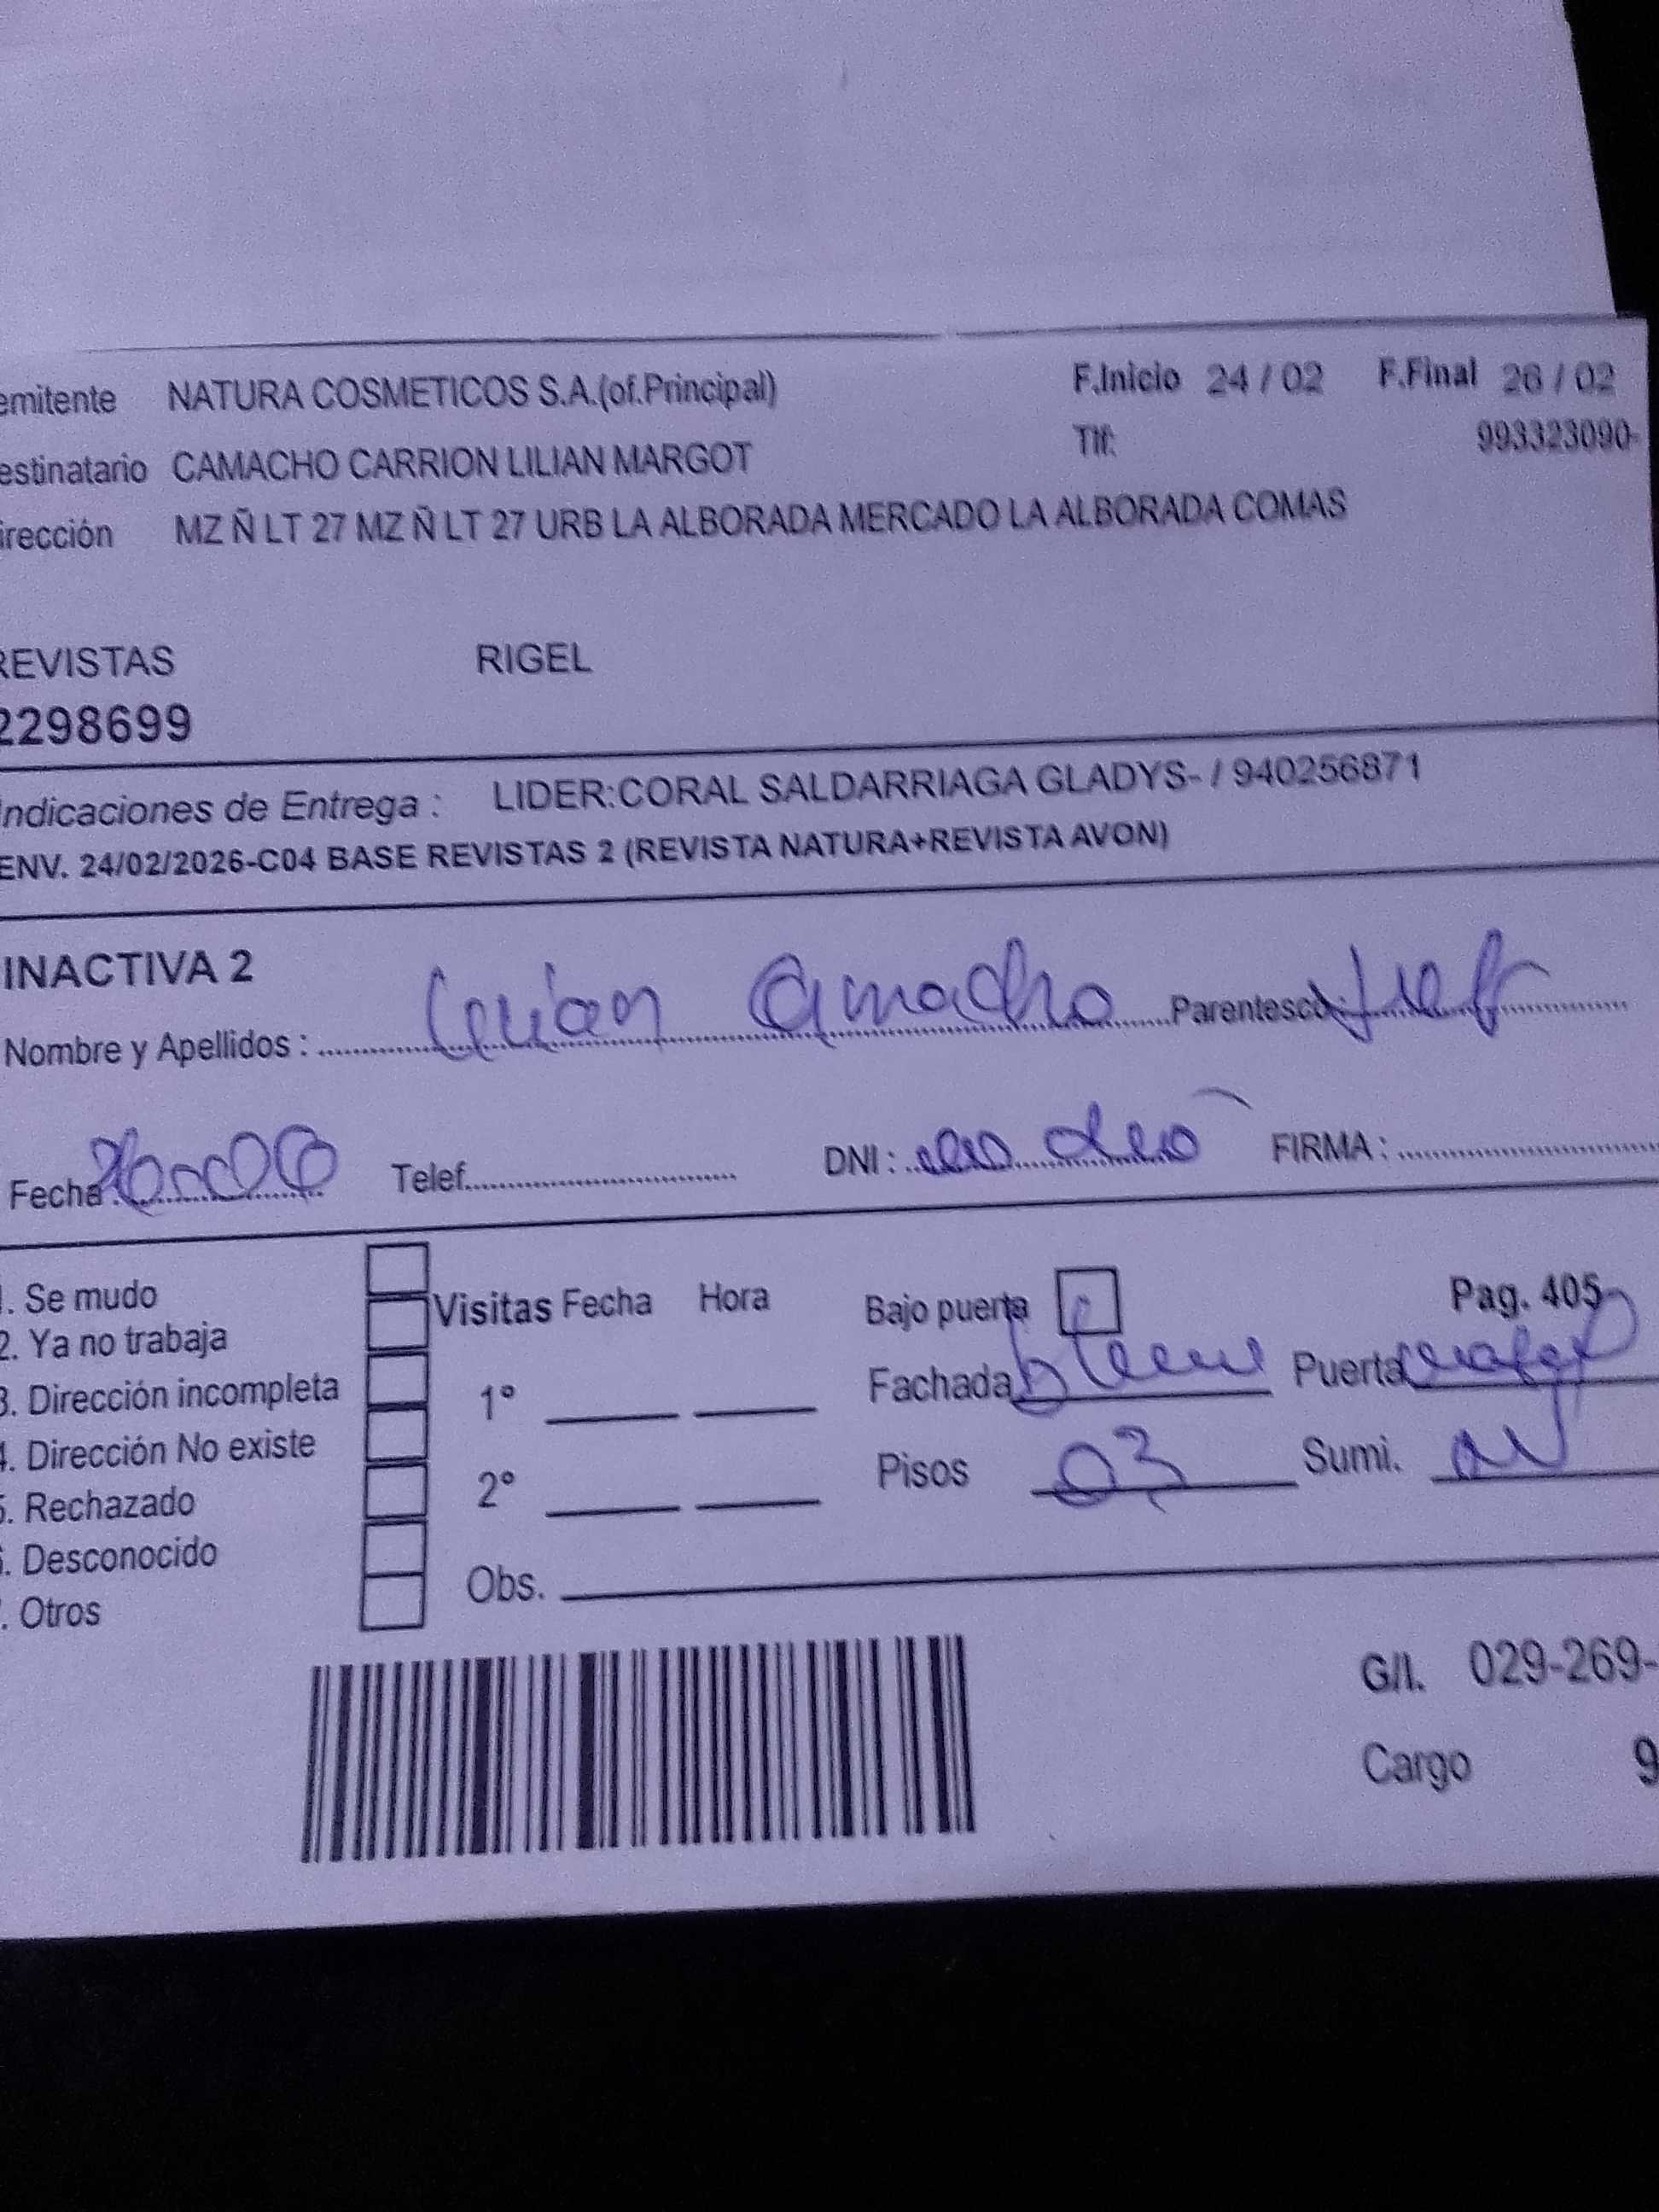 emitente NATURA COSMETICOS S.A.(of.Principal) F.Inicio 24 / 02 F.Final 26 / 02
estinatario CAMACHO CARRION LILIAN MARGOT Tlf: 993323090-
irección MZ Ñ LT 27 MZ Ñ LT 27 URB LA ALBORADA MERCADO LA ALBORADA COMAS
REVISTAS RIGEL
2298699
Indicaciones de Entrega : LIDER:CORAL SALDARRIAGA GLADYS- / 940256871
ENV. 24/02/2026-C04 BASE REVISTAS 2 (REVISTA NATURA+REVISTA AVON)
INACTIVA 2
Nombre y Apellidos : Lilian Camacho Parentesco:
Fecha : Telef. DNI : FIRMA :
1. Se mudo
2. Ya no trabaja
3. Dirección incompleta
4. Dirección No existe
5. Rechazado
6. Desconocido
. Otros
Visitas Fecha Hora
1°
2°
Obs.
Bajo puerta Pag. 405
Fachada Puerta
Pisos 03 Sumi.
G/I. 029-269-
Cargo 9